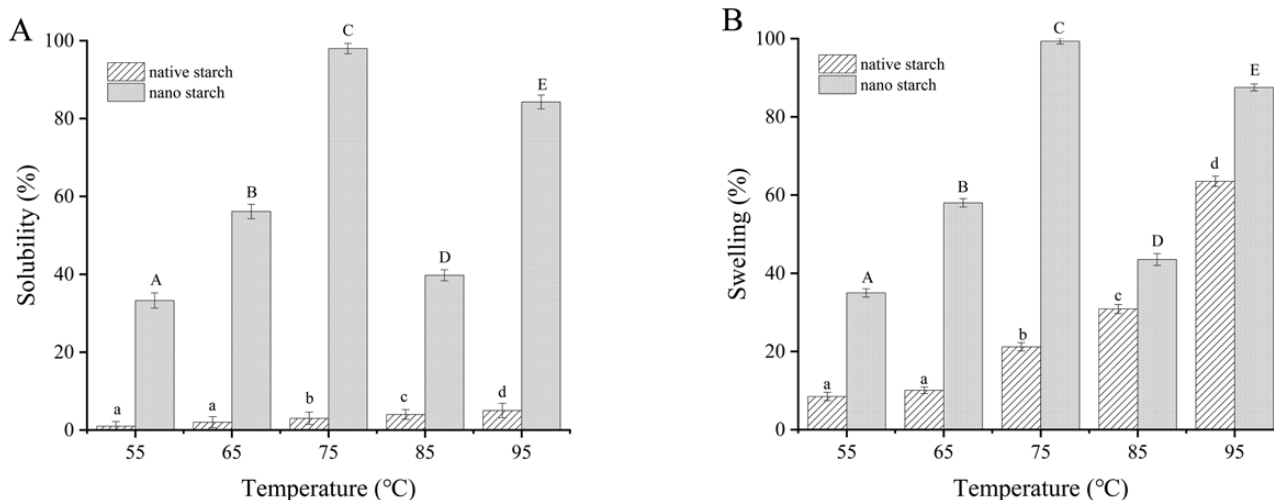 A
Solubility (%)
100
80
60
40
20
0
native starch
nano starch
a
A
a
B
b
C
c
D
d
E
55
65
75
85
95
Temperature (°C)
B
Swelling (%)
100
80
60
40
20
0
native starch
nano starch
a
A
a
B
b
C
c
D
d
E
55
65
75
85
95
Temperature (°C)